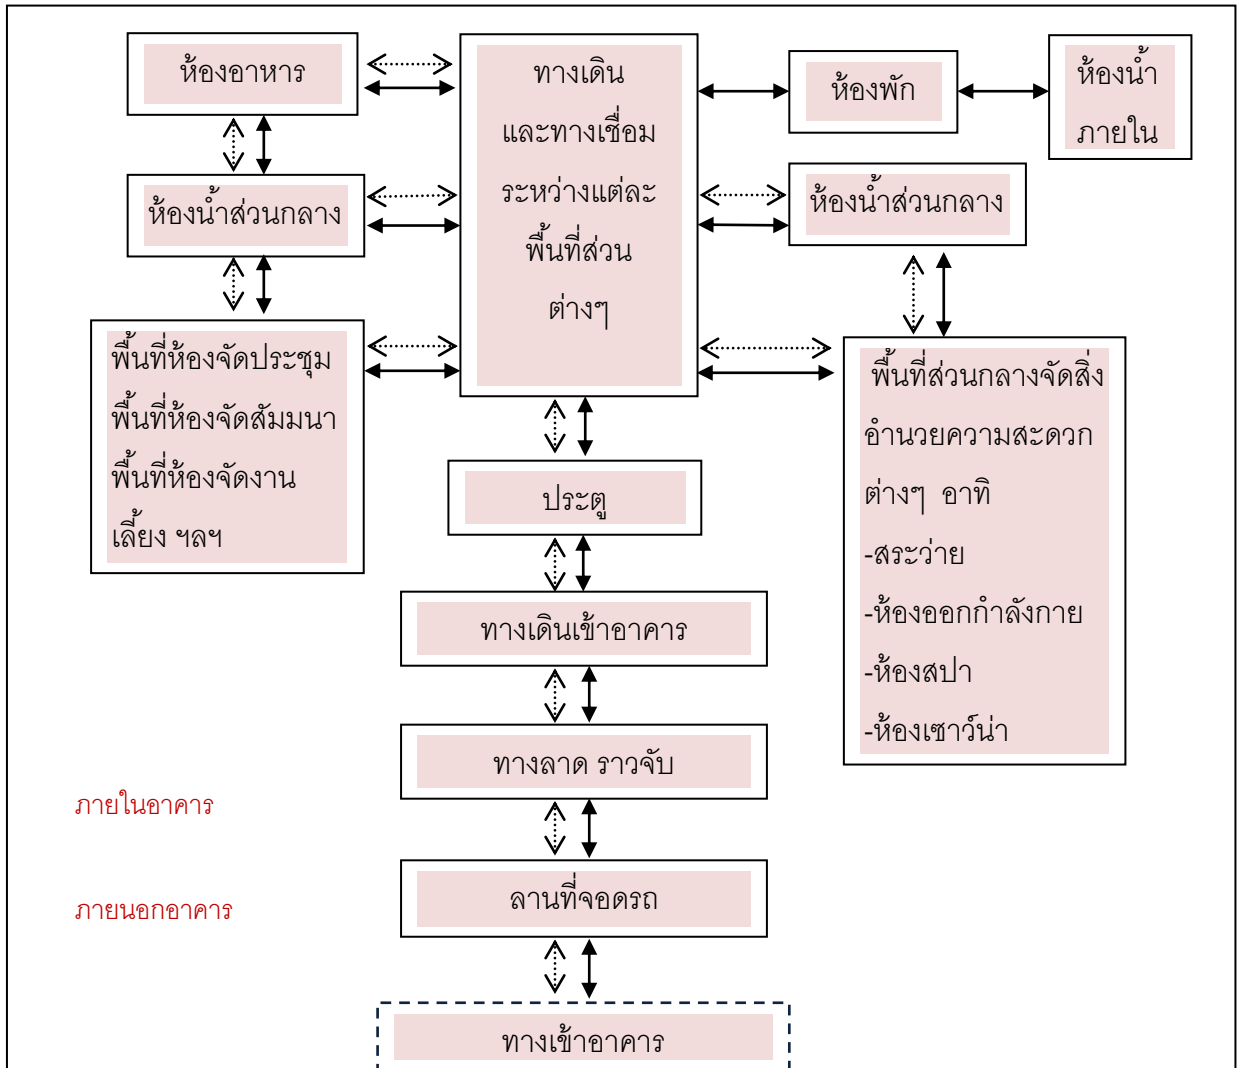 ห้องอาหาร
ทางเดิน
และทางเชื่อม
ระหว่างแต่ละ
พื้นที่ส่วน
ต่างๆ
ห้องพัก
ห้องน้ำ
ภายใน
ห้องน้ำส่วนกลาง
ห้องน้ำส่วนกลาง
พื้นที่ห้องจัดประชุม
พื้นที่ห้องจัดสัมมนา
พื้นที่ห้องจัดงาน
เลี้ยง ฯลฯ
พื้นที่ส่วนกลางจัดสิ่ง
อำนวยความสะดวก
ต่างๆ อาทิ
-สระว่าย
-ห้องออกกำลังกาย
-ห้องสปา
-ห้องเซาว์น่า
ประตู
ทางเดินเข้าอาคาร
ทางลาด ราวจับ
ภายในอาคาร
ลานที่จอดรถ
ภายนอกอาคาร
ทางเข้าอาคาร